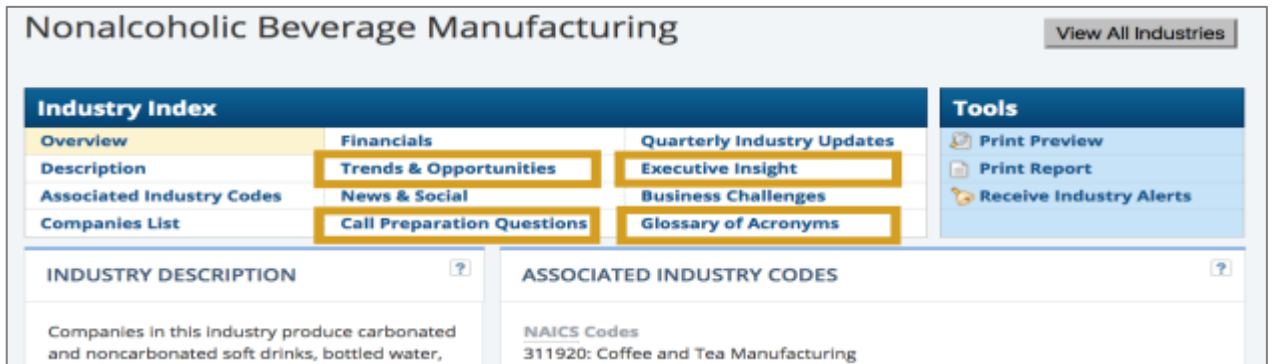 Nonalcoholic Beverage Manufacturing
View All Industries
Industry Index
Overview
Financials
Quarterly Industry Updates
Description
Trends & Opportunities
Executive Insight
Associated Industry Codes
News & Social
Business Challenges
Companies List
Call Preparation Questions
Glossary of Acronyms
Tools
Print Preview
Print Report
Receive Industry Alerts
INDUSTRY DESCRIPTION
?
Companies in this industry produce carbonated
and noncarbonated soft drinks, bottled water,
ASSOCIATED INDUSTRY CODES
?
NAICS Codes
311920: Coffee and Tea Manufacturing